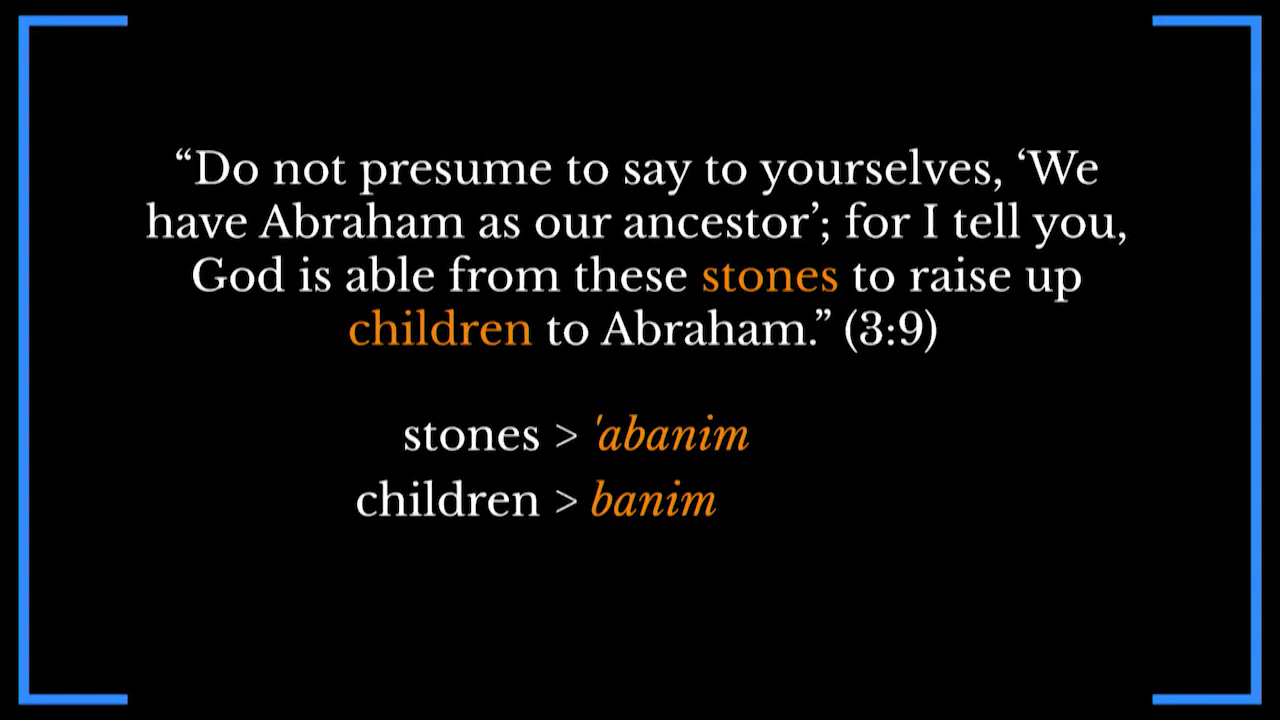 “Do not presume to say to yourselves, ‘We
have Abraham as our ancestor’; for I tell you,
God is able from these stones to raise up
children to Abraham.” (3:9)
stones > 'abanim
children > banim